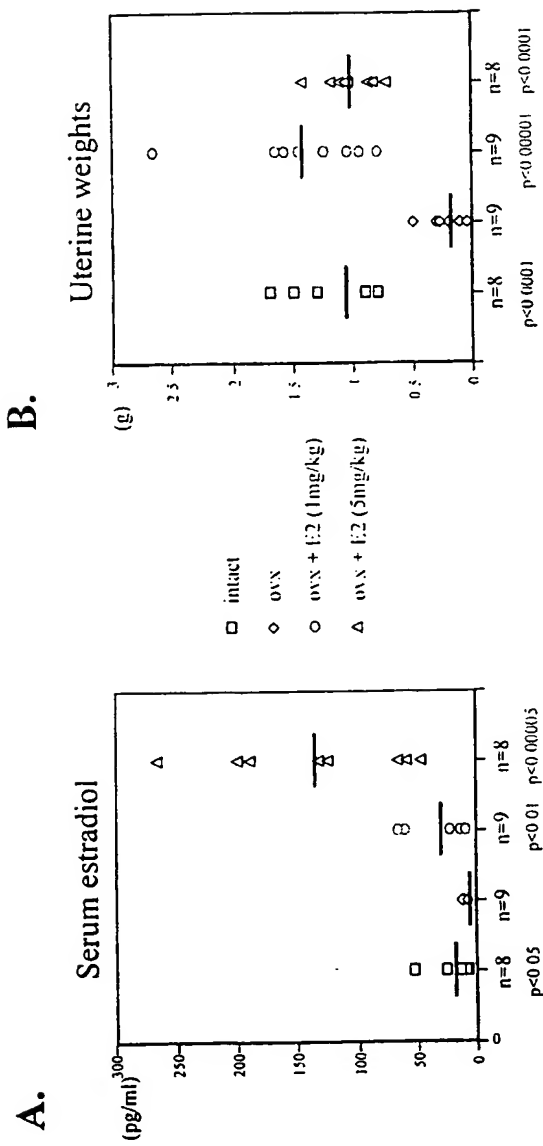 A.
Serum estradiol
(pg/ml)
300
250
200
150
100
50
0
0
n=8 n=9 n=9 n=8
p<0 05 p<0 01 p<0 00005
□ intact
◇ ovx
○ ovx + E2 (1mg/kg)
△ ovx + E2 (5mg/kg)
B.
Uterine weights
(g)
3
2 5
2
1 5
1
0 5
0
n=8 n=9 n=9 n=8
p<0 0001 p<0 00001 p<0 0001